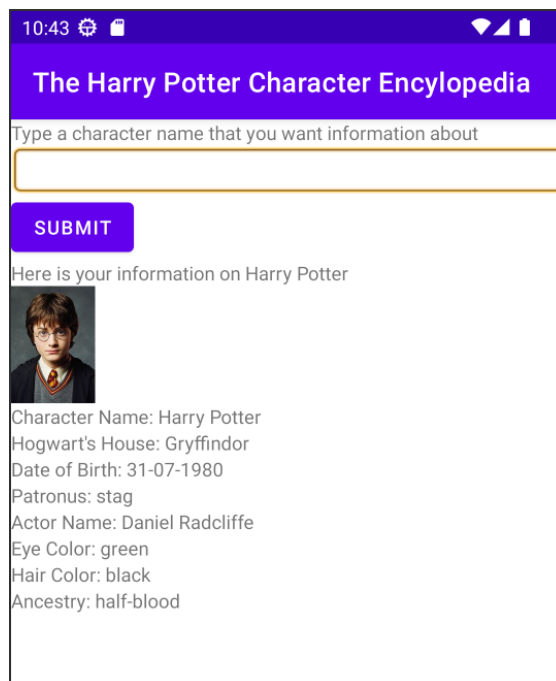 10:43
The Harry Potter Character Encylopedia
Type a character name that you want information about
SUBMIT
Here is your information on Harry Potter
Character Name: Harry Potter
Hogwart's House: Gryffindor
Date of Birth: 31-07-1980
Patronus: stag
Actor Name: Daniel Radcliffe
Eye Color: green
Hair Color: black
Ancestry: half-blood